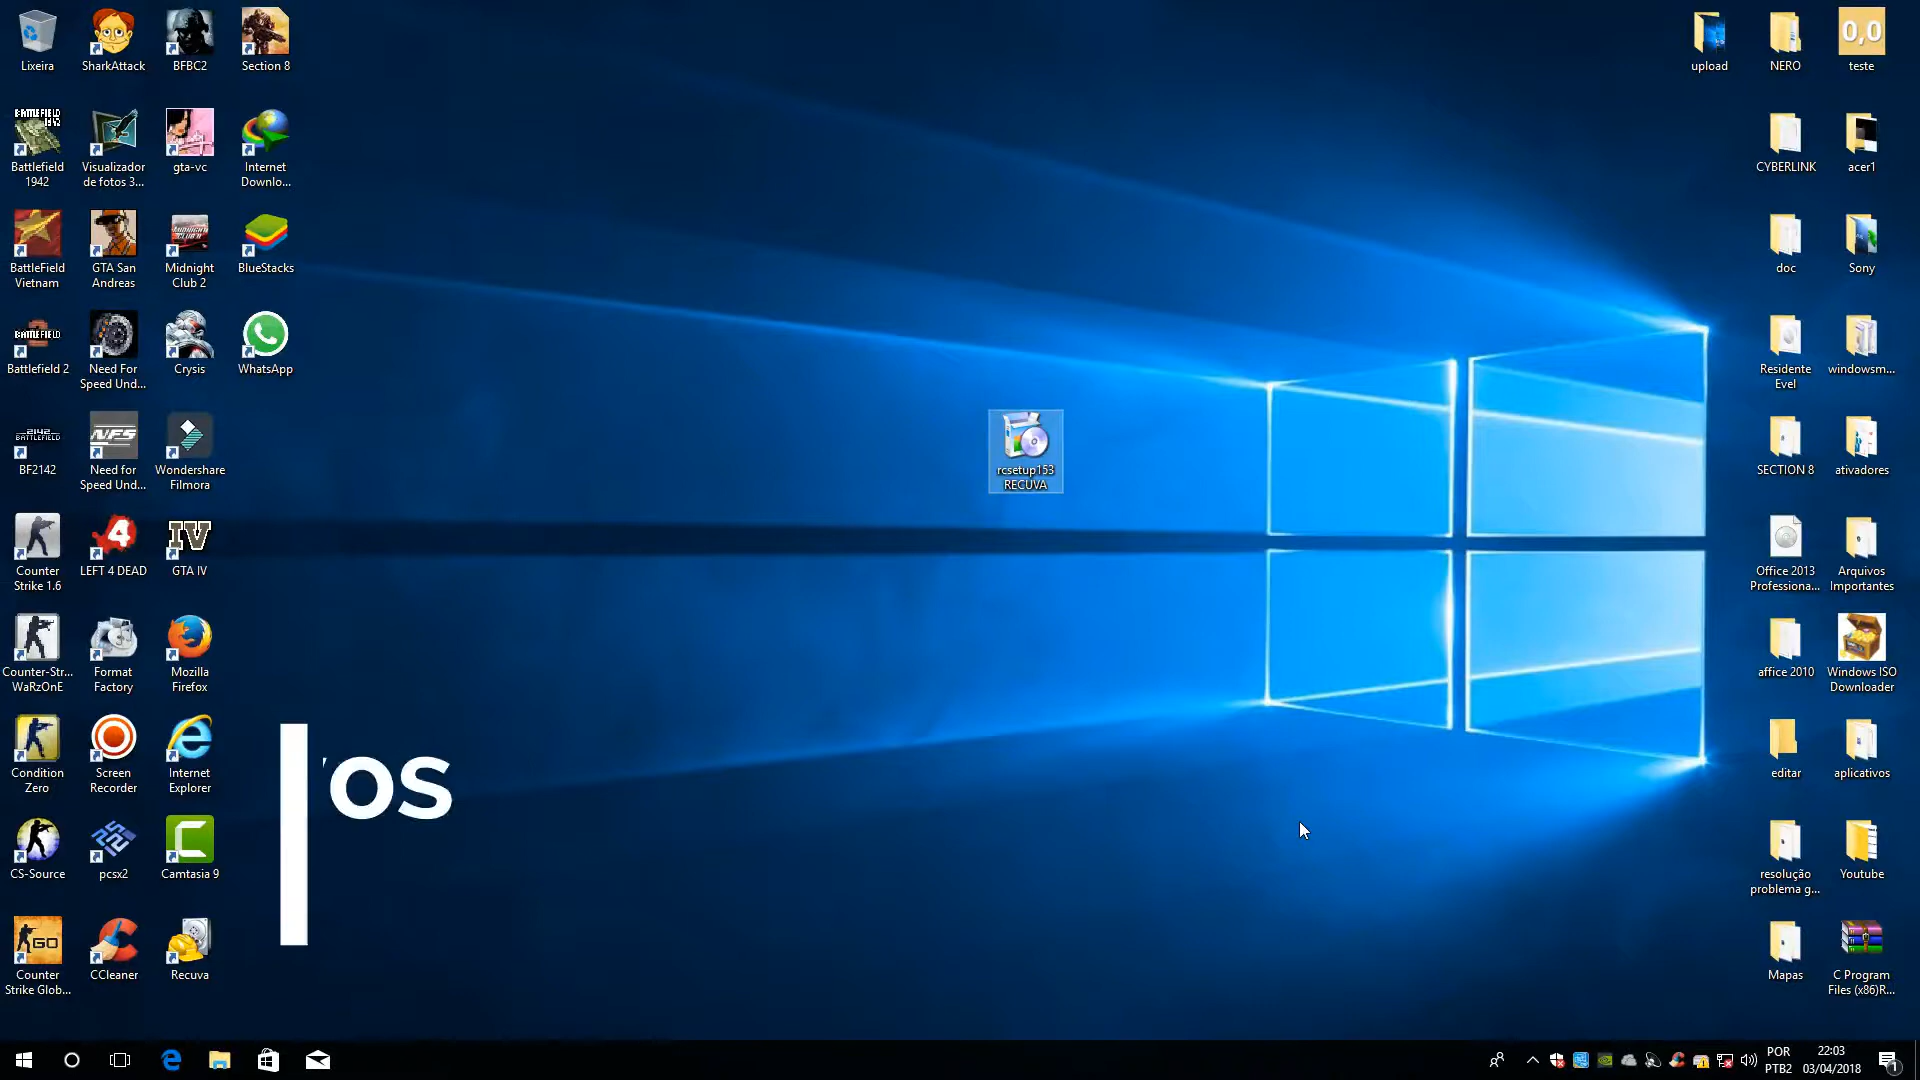 Lixeira
SharkAttack
BFBC2
Section 8
Battlefield
1942
Visualizador
de fotos 3...
gta-vc
Internet
Downlo...
BattleField
Vietnam
GTA San
Andreas
Midnight
Club 2
BlueStacks
Battlefield 2
Need For
Speed Und...
Crysis
WhatsApp
BF2142
Need for
Speed Und...
Wondershare
Filmora
Counter
Strike 1.6
LEFT 4 DEAD
GTA IV
Counter-Str...
WaRzOnE
Format
Factory
Mozilla
Firefox
Condition
Zero
Screen
Recorder
Internet
Explorer
CS-Source
pcsx2
Camtasia 9
Counter
Strike Glob...
CCleaner
Recuva
rcsetup153
RECUVA
os
upload
NERO
0,0
teste
CYBERLINK
acer1
doc
Sony
Residente
Evel
windowsm...
SECTION 8
ativadores
Office 2013
Professiona...
Arquivos
Importantes
affice 2010
Windows ISO
Downloader
editar
aplicativos
resolução
problema g...
Youtube
Mapas
C Program
Files (x86)R...
POR
PTB2
22:03
03/04/2018
1